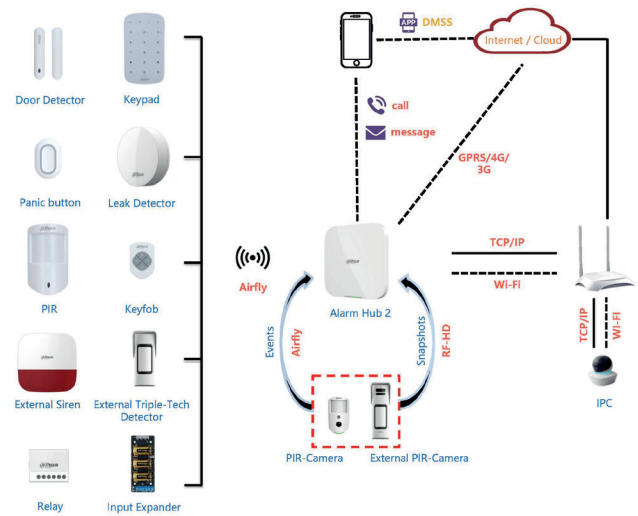 APP
DMSS
Internet / Cloud
Door Detector
Keypad
call
message
GPRS/4G/
3G
Panic button
Leak Detector
alhua
TCP/IP
Airfly
Wi-Fi
PIR
Keyfob
Alarm Hub 2
Events
Airfly
Snapshots
RF-HD
TCP/IP
WI-FI
External Siren
External Triple-Tech
Detector
IPC
PIR-Camera
External PIR-Camera
Relay
Input Expander